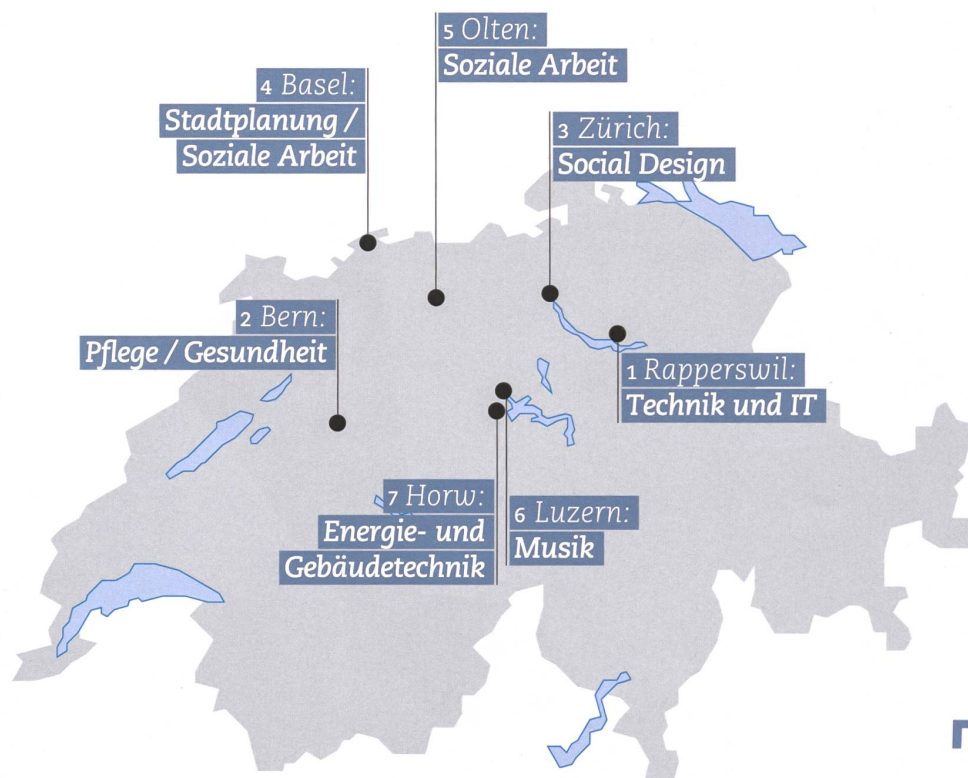 5 Olten:
Soziale Arbeit
4 Basel:
Stadtplanung /
Soziale Arbeit
3 Zürich:
Social Design
2 Bern:
Pflege / Gesundheit
1 Rapperswil:
Technik und IT
7 Horw:
Energie- und
Gebäudetechnik
6 Luzern:
Musik